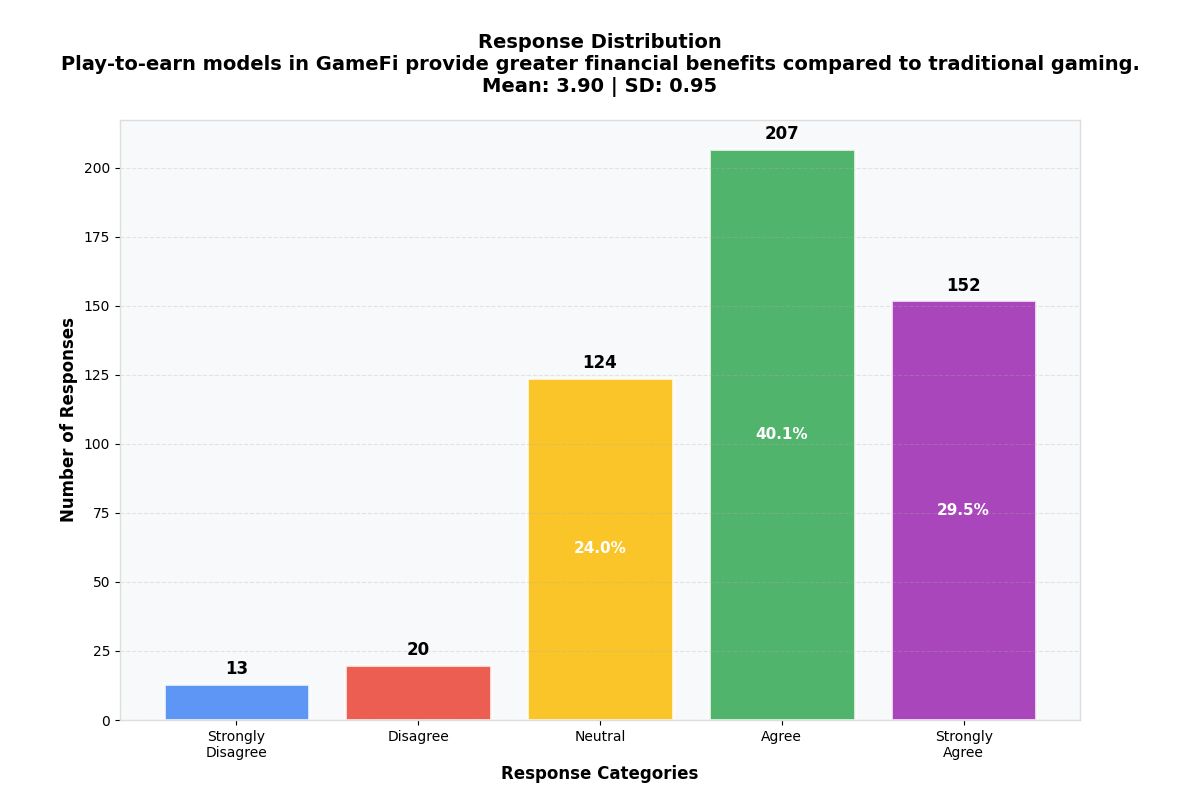 Response Distribution
Play-to-earn models in GameFi provide greater financial benefits compared to traditional gaming.
Mean: 3.90 | SD: 0.95
Number of Responses
200
175
150
125
100
75
50
25
0
13
20
124
24.0%
207
40.1%
152
29.5%
Strongly
Disagree
Disagree
Neutral
Agree
Strongly
Agree
Response Categories